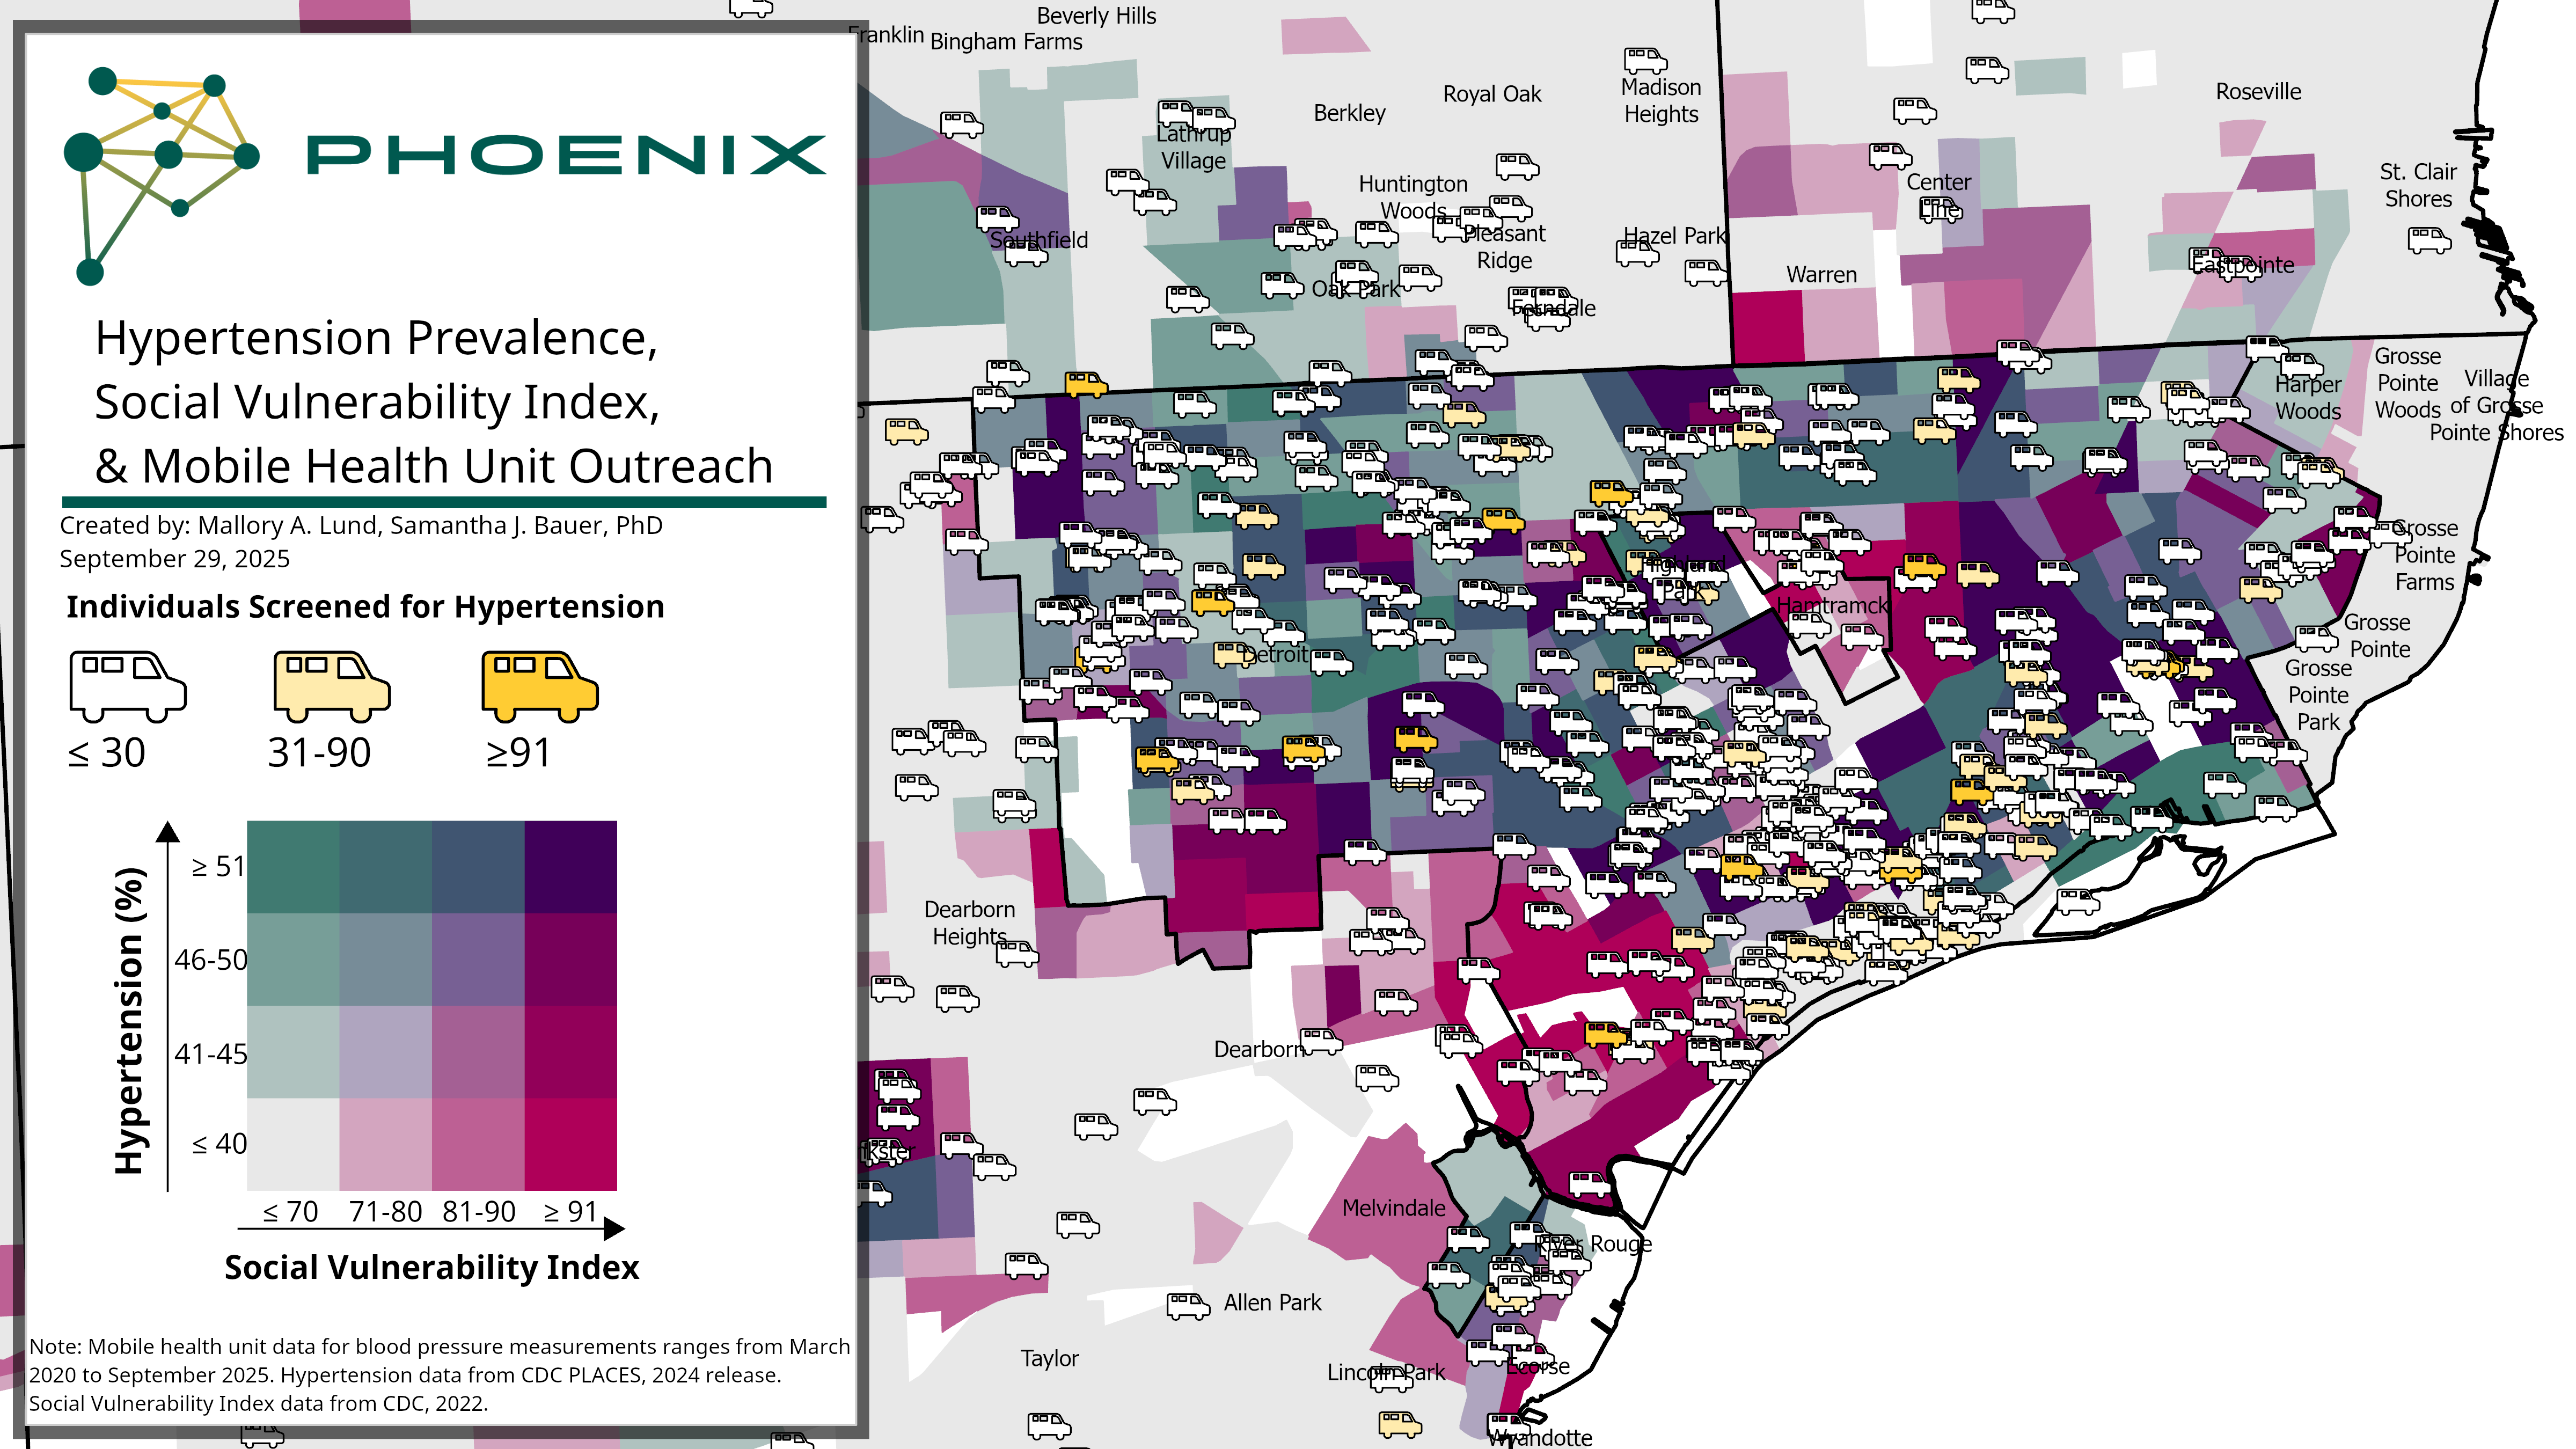 PHOENIX
Hypertension Prevalence,
Social Vulnerability Index,
& Mobile Health Unit Outreach
Created by: Mallory A. Lund, Samantha J. Bauer, PhD
September 29, 2025
Individuals Screened for Hypertension
≤ 30
31-90
≥91
Hypertension (%)
≥ 51
46-50
41-45
≤ 40
≤ 70
71-80
81-90
≥ 91
Social Vulnerability Index
Note: Mobile health unit data for blood pressure measurements ranges from March
2020 to September 2025. Hypertension data from CDC PLACES, 2024 release.
Social Vulnerability Index data from CDC, 2022.
Franklin
Beverly Hills
Bingham Farms
Lathrup
Village
Southfield
Berkley
Royal Oak
Madison
Heights
Huntington
Woods
Pleasant
Ridge
Oak Park
Ferndale
Hazel Park
Warren
Center
Line
Roseville
St. Clair
Shores
Eastpointe
Harper
Woods
Grosse
Pointe
Woods
Village
of Grosse
Pointe Shores
Grosse
Pointe
Farms
Grosse
Pointe
Grosse
Pointe
Park
Highland
Park
Hamtramck
Detroit
Dearborn
Heights
Dearborn
Melvindale
River Rouge
Allen Park
Taylor
Lincoln Park
Ecorse
Wyandotte